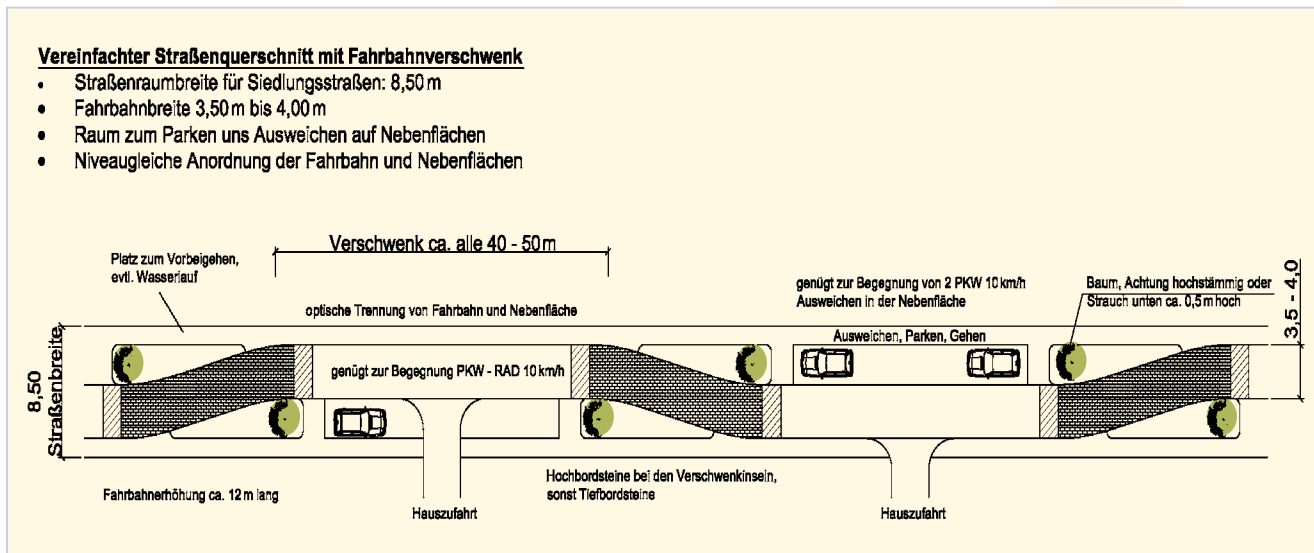 Vereinfachter Straßenquerschnitt mit Fahrbahnverschwenk
• Straßenraumbreite für Siedlungsstraßen: 8,50 m
• Fahrbahnbreite 3,50 m bis 4,00 m
• Raum zum Parken uns Ausweichen auf Nebenflächen
• Niveaugleiche Anordnung der Fahrbahn und Nebenflächen
Verschwenk ca. alle 40 - 50 m
Platz zum Vorbeigehen,
evtl. Wasserlauf
optische Trennung von Fahrbahn und Nebenfläche
genügt zur Begegnung von 2 PKW 10 km/h
Ausweichen in der Nebenfläche
Baum, Achtung hochstämmig oder
Strauch unten ca. 0,5 m hoch
3,5 - 4,0
Ausweichen, Parken, Gehen
genügt zur Begegnung PKW - RAD 10 km/h
8,50
Straßenbreite
Fahrbahnerhöhung ca. 12 m lang
Hochbordsteine bei den Verschwenkinseln,
sonst Tiefbordsteine
Hauszufahrt
Hauszufahrt